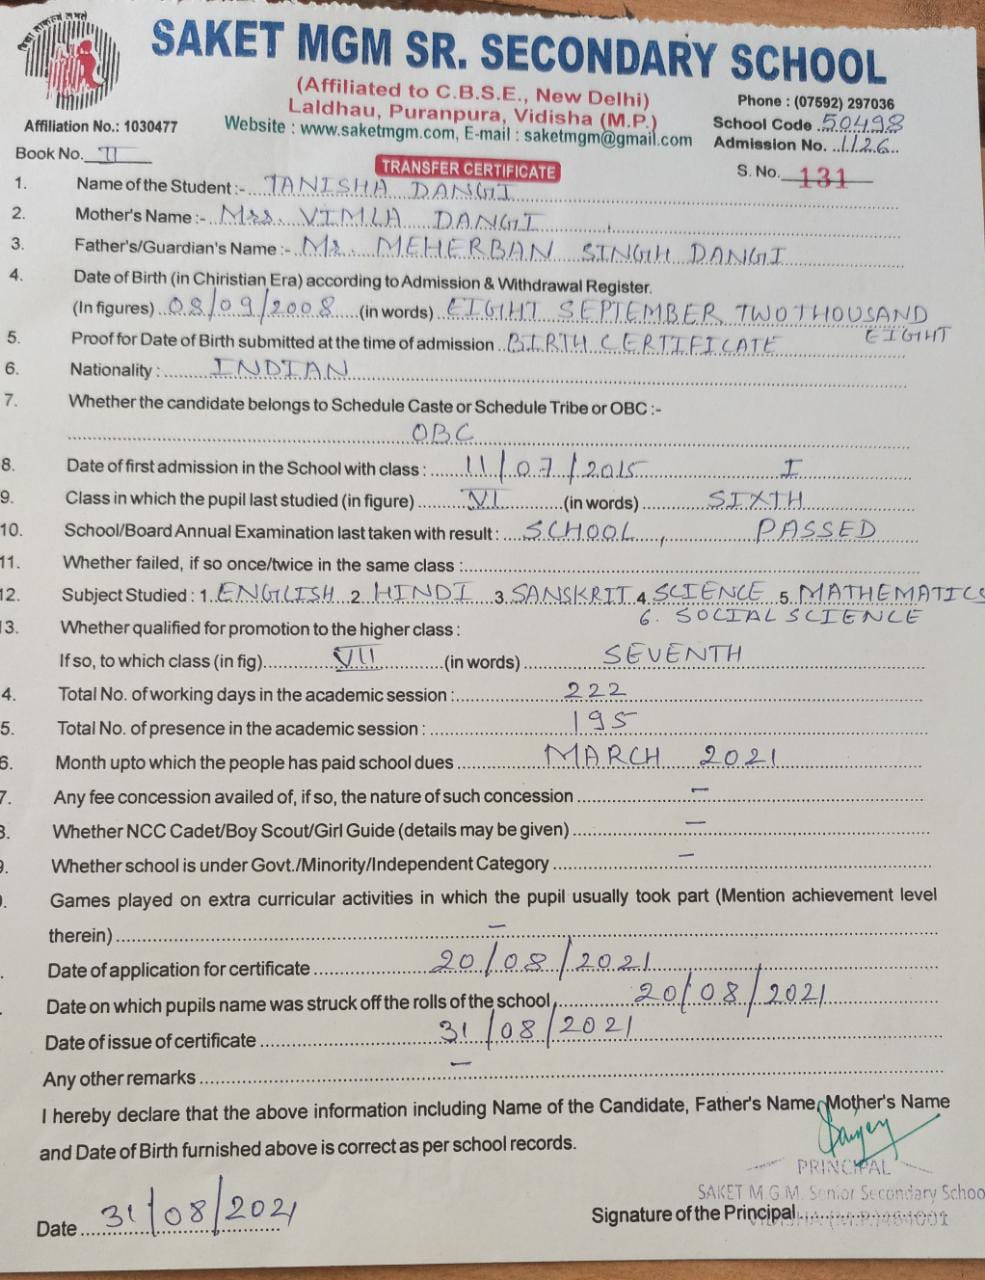 SAKET MGM SR. SECONDARY SCHOOL
(Affiliated to C.B.S.E., New Delhi)
Laldhau, Puranpura, Vidisha (M.P.)
Website : www.saketmgm.com, E-mail : saketmgm@gmail.com
Phone : (07592) 297036
School Code 50498
Affiliation No.: 1030477
Admission No. 1126
Book No. II
TRANSFER CERTIFICATE
S. No. 131
1. Name of the Student :- TANISHA DANGI
2. Mother's Name :- Mrs. VIMLA DANGI
3. Father's/Guardian's Name :- Mr. MEHERBAN SINGH DANGI
4. Date of Birth (in Chiristian Era) according to Admission & Withdrawal Register.
(In figures) 08/09/2008 (in words) EIGHT SEPTEMBER TWO THOUSAND
EIGHT
5. Proof for Date of Birth submitted at the time of admission BIRTH CERTIFICATE
6. Nationality : INDIAN
7. Whether the candidate belongs to Schedule Caste or Schedule Tribe or OBC :-
OBC
8. Date of first admission in the School with class : 11/07/2015 I
9. Class in which the pupil last studied (in figure) VI (in words) SIXTH
10. School/Board Annual Examination last taken with result : SCHOOL, PASSED
11. Whether failed, if so once/twice in the same class :
12. Subject Studied : 1. ENGLISH 2. HINDI 3. SANSKRIT 4. SCIENCE 5. MATHEMATICS
6. SOCIAL SCIENCE
13. Whether qualified for promotion to the higher class :
If so, to which class (in fig) VII (in words) SEVENTH
4. Total No. of working days in the academic session : 222
5. Total No. of presence in the academic session : 195
6. Month upto which the people has paid school dues MARCH 2021
7. Any fee concession availed of, if so, the nature of such concession –
8. Whether NCC Cadet/Boy Scout/Girl Guide (details may be given) –
9. Whether school is under Govt./Minority/Independent Category –
Games played on extra curricular activities in which the pupil usually took part (Mention achievement level
therein) –
Date of application for certificate 20/08/2021
Date on which pupils name was struck off the rolls of the school, 20/08/2021
Date of issue of certificate 31/08/2021
Any other remarks –
I hereby declare that the above information including Name of the Candidate, Father's Name, Mother's Name
and Date of Birth furnished above is correct as per school records.
PRINCIPAL
SAKET M.G.M. Senior Secondary School
Date 31/08/2021
Signature of the Principal
VIDISHA (M.P.) 464001